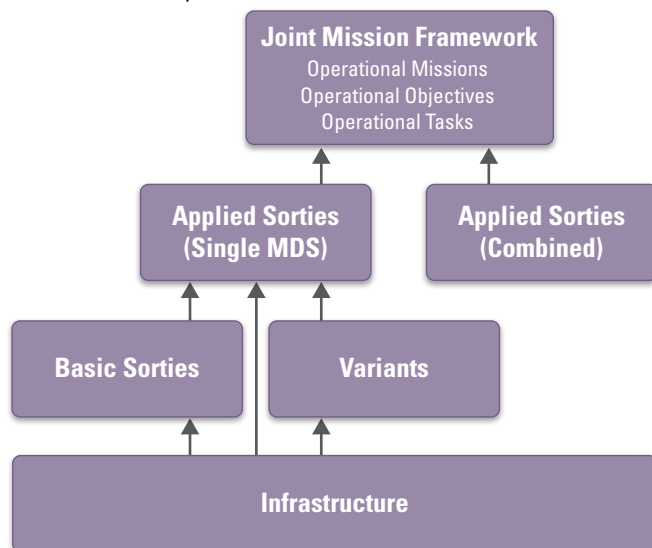 Joint Mission Framework
Operational Missions
Operational Objectives
Operational Tasks
Applied Sorties
(Single MDS)
Applied Sorties
(Combined)
Basic Sorties
Variants
Infrastructure